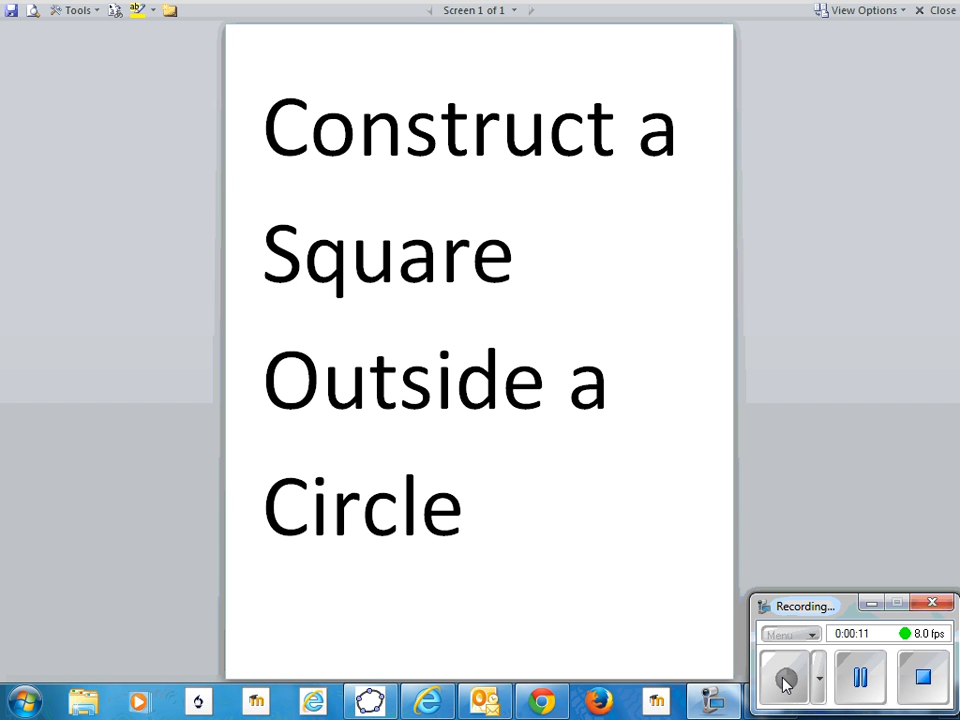 Tools
Screen 1 of 1
View Options
Close
Construct a
Square
Outside a
Circle
Recording...
Menu
0:00:11
8.0 fps